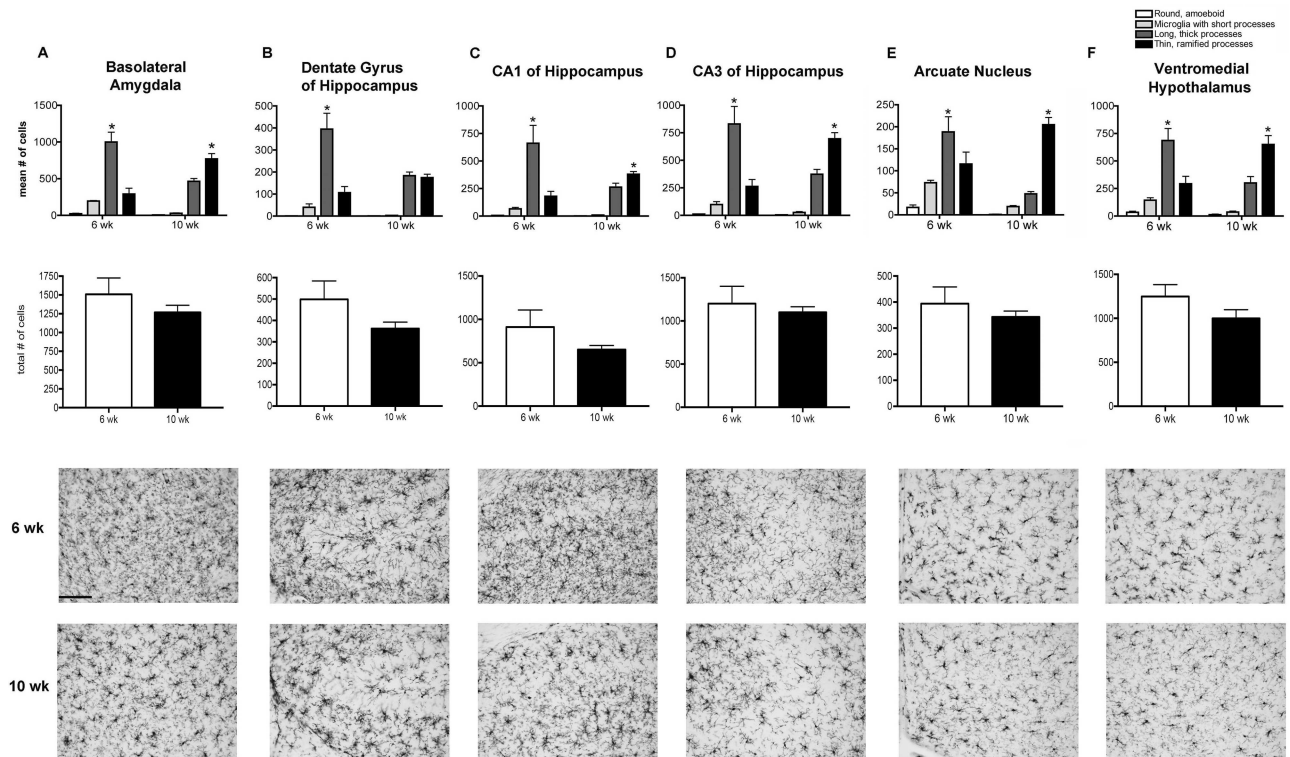 Round, amoeboid
Microglia with short processes
Long, thick processes
Thin, ramified processes
A
Basolateral
Amygdala
B
Dentate Gyrus
of Hippocampus
C
CA1 of Hippocampus
D
CA3 of Hippocampus
E
Arcuate Nucleus
F
Ventromedial
Hypothalamus
mean # of cells
1500
1000
500
0
*
*
6 wk
10 wk
500
400
300
200
100
0
*
6 wk
10 wk
1000
750
500
250
0
*
*
6 wk
10 wk
1000
750
500
250
0
*
*
6 wk
10 wk
250
200
150
100
50
0
*
*
6 wk
10 wk
1000
750
500
250
0
*
*
6 wk
10 wk
total # of cells
1750
1500
1250
1000
750
500
250
0
6 wk
10 wk
600
500
400
300
200
100
0
6 wk
10 wk
1500
1000
500
0
6 wk
10 wk
1500
1000
500
0
6 wk
10 wk
500
400
300
200
100
0
6 wk
10 wk
1500
1000
500
0
6 wk
10 wk
6 wk
10 wk